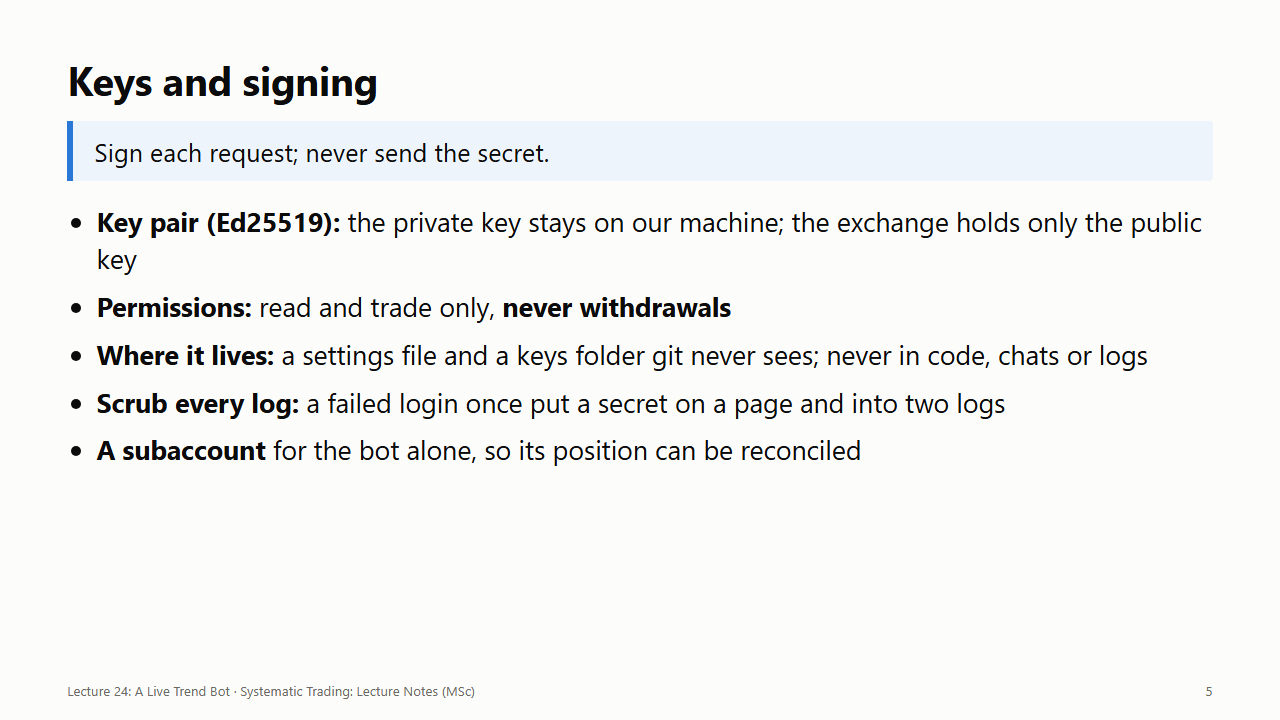 Keys and signing
Sign each request; never send the secret.
• Key pair (Ed25519): the private key stays on our machine; the exchange holds only the public
key
• Permissions: read and trade only, never withdrawals
• Where it lives: a settings file and a keys folder git never sees; never in code, chats or logs
• Scrub every log: a failed login once put a secret on a page and into two logs
• A subaccount for the bot alone, so its position can be reconciled
Lecture 24: A Live Trend Bot · Systematic Trading: Lecture Notes (MSc)
5